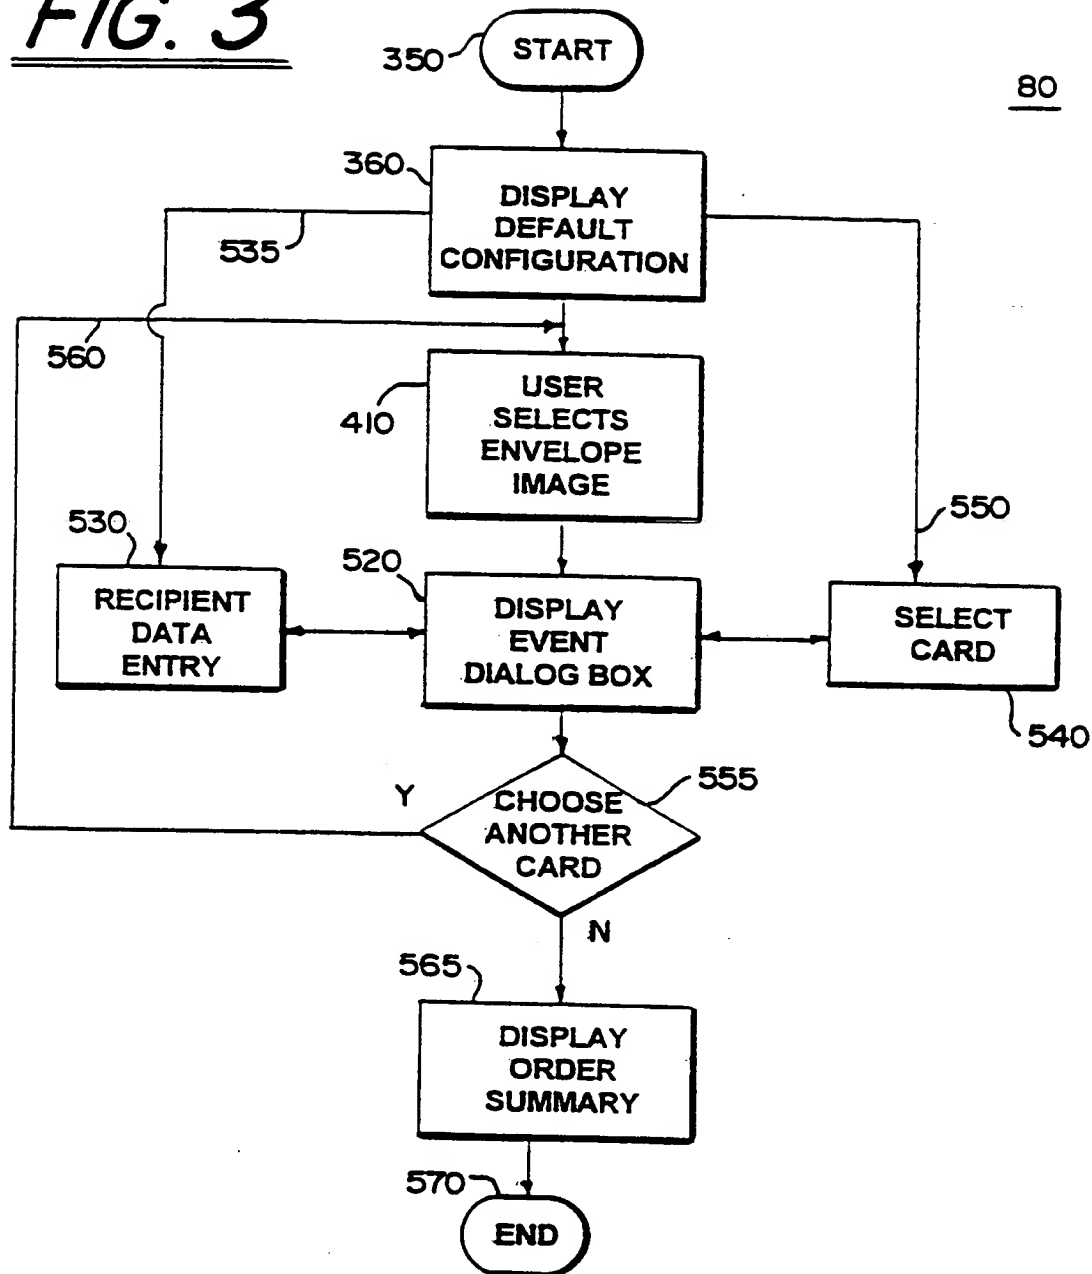 FIG. 3
350
START
80
360
DISPLAY
DEFAULT
CONFIGURATION
535
560
410
USER
SELECTS
ENVELOPE
IMAGE
550
530
RECIPIENT
DATA
ENTRY
520
DISPLAY
EVENT
DIALOG BOX
SELECT
CARD
540
Y
555
CHOOSE
ANOTHER
CARD
N
565
DISPLAY
ORDER
SUMMARY
570
END